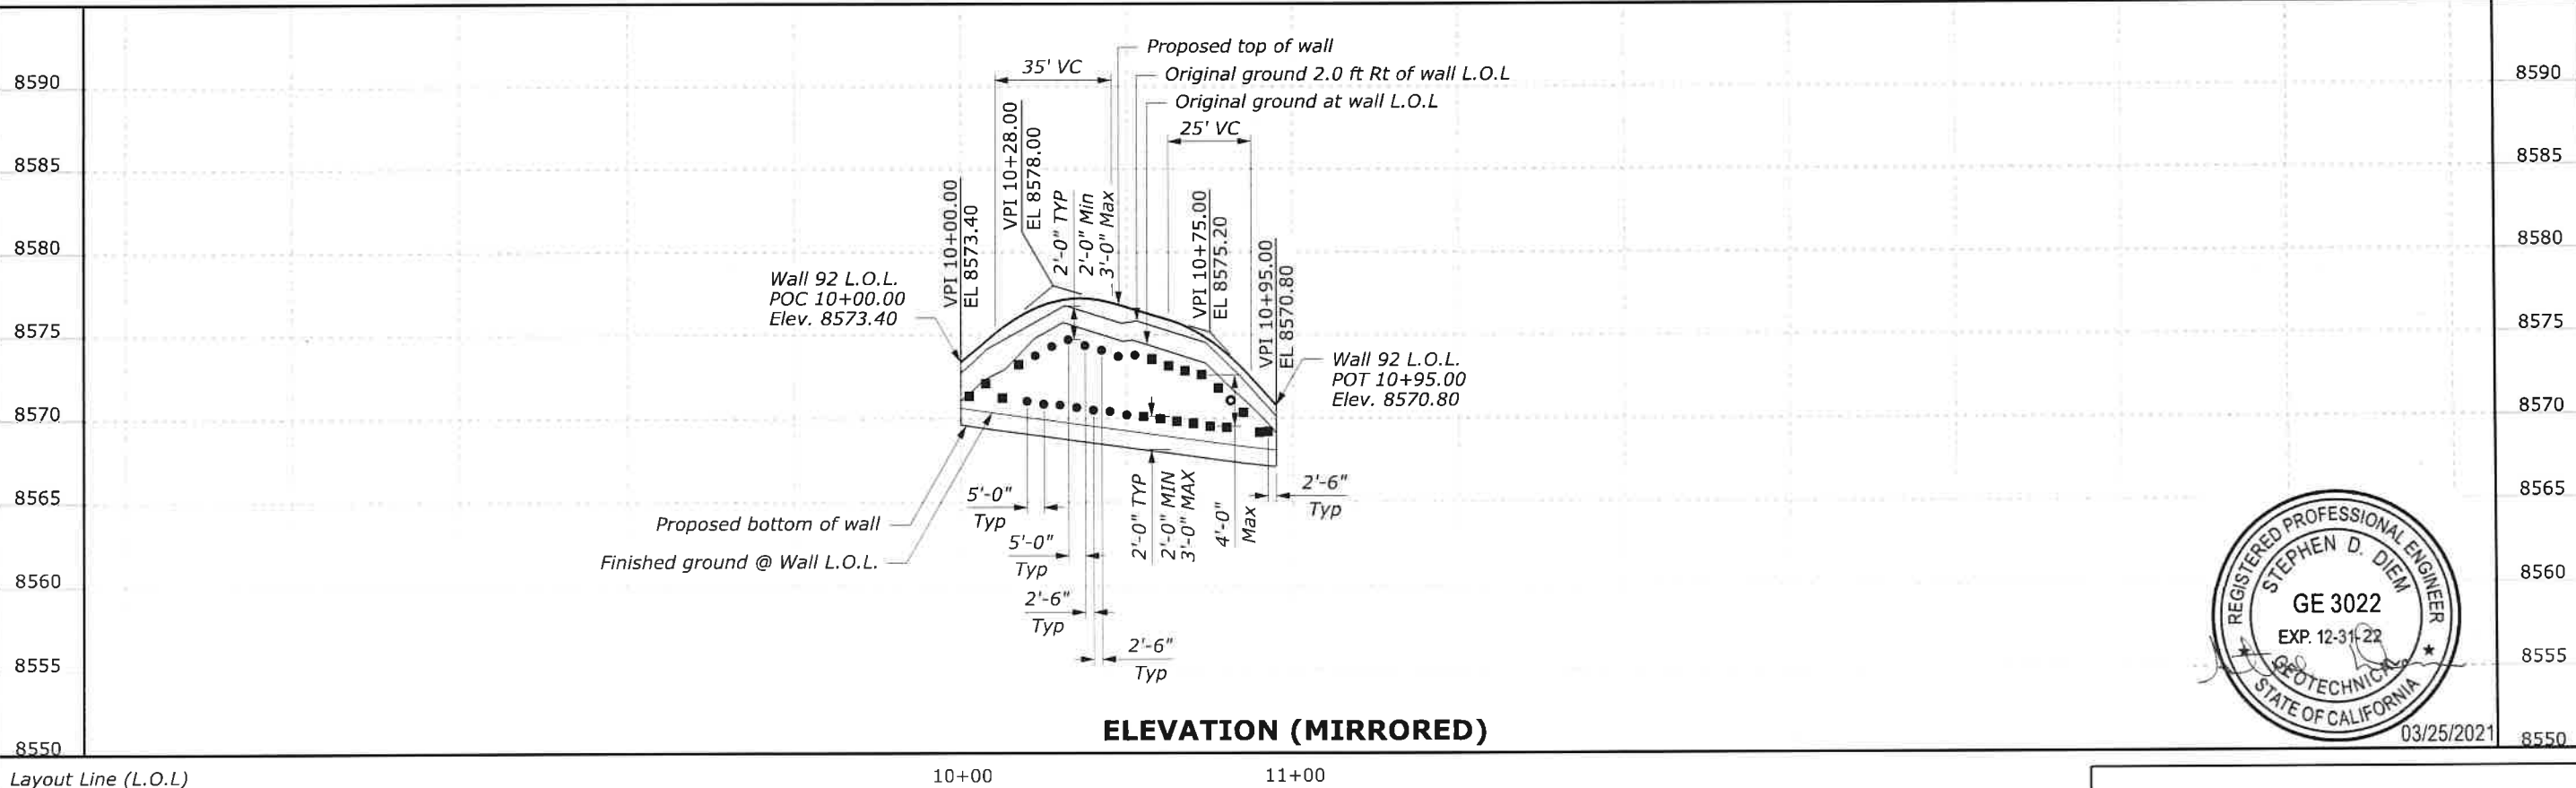 Proposed top of wall
35' VC
Original ground 2.0 ft Rt of wall L.O.L
Original ground at wall L.O.L
25' VC
8590
8585
8580
8575
8570
8565
8560
8555
8550
VPI 10+00.00
EL 8573.40
VPI 10+28.00
EL 8578.00
2'-0" TYP
2'-0" Min
3'-0" Max
VPI 10+75.00
EL 8575.20
VPI 10+95.00
EL 8570.80
Wall 92 L.O.L.
POC 10+00.00
Elev. 8573.40
Wall 92 L.O.L.
POT 10+95.00
Elev. 8570.80
5'-0"
Typ
5'-0"
Typ
2'-6"
Typ
2'-6"
Typ
2'-0" TYP
2'-0" MIN
3'-0" MAX
4'-0"
Max
2'-6"
Typ
Proposed bottom of wall
Finished ground @ Wall L.O.L.
8590
8585
8580
8575
8570
8565
8560
8555
8550
REGISTERED PROFESSIONAL ENGINEER
STEPHEN D. DIEM
GE 3022
EXP. 12-31-22
GEOTECHNICAL
STATE OF CALIFORNIA
03/25/2021
ELEVATION (MIRRORED)
Layout Line (L.O.L)
10+00
11+00